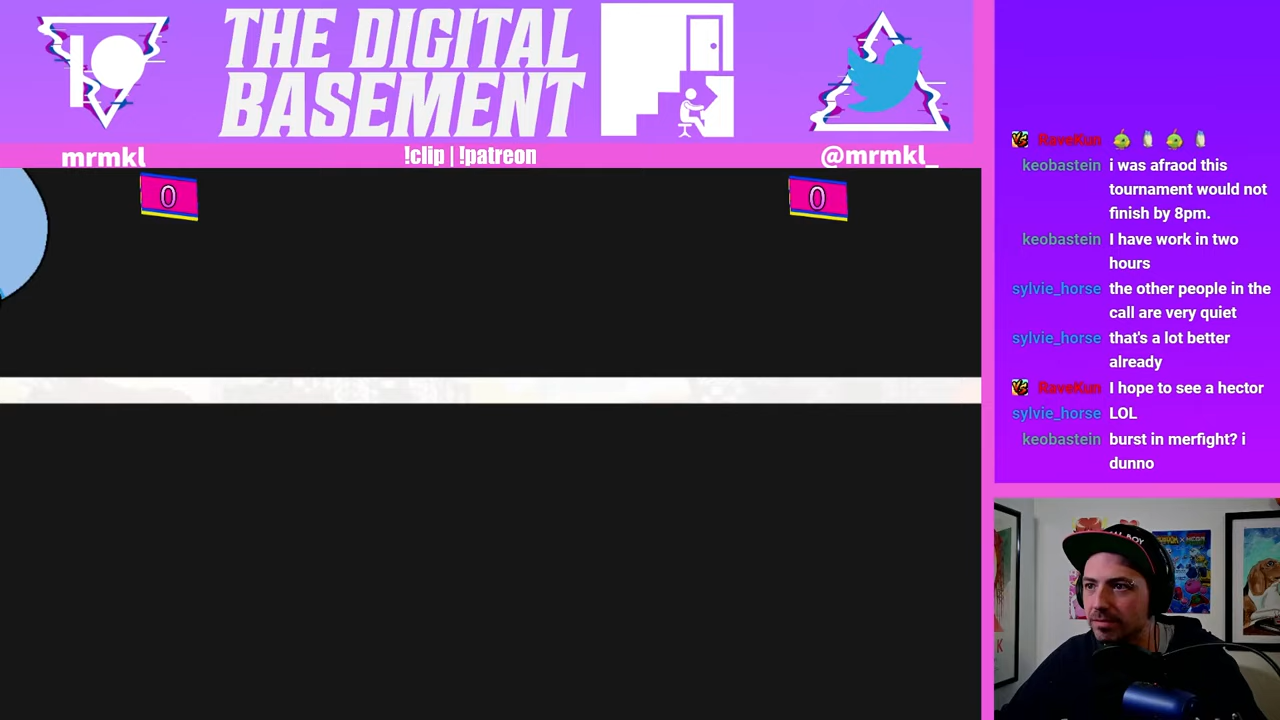 THE DIGITAL
BASEMENT
mrmkl
!clip | !patreon
@mrmkl_
0
0
RaveKun
keobastein i was afraod this
tournament would not
finish by 8pm.
keobastein I have work in two
hours
sylvie_horse the other people in the
call are very quiet
sylvie_horse that's a lot better
already
RaveKun I hope to see a hector
sylvie_horse LOL
keobastein burst in merfight? i
dunno